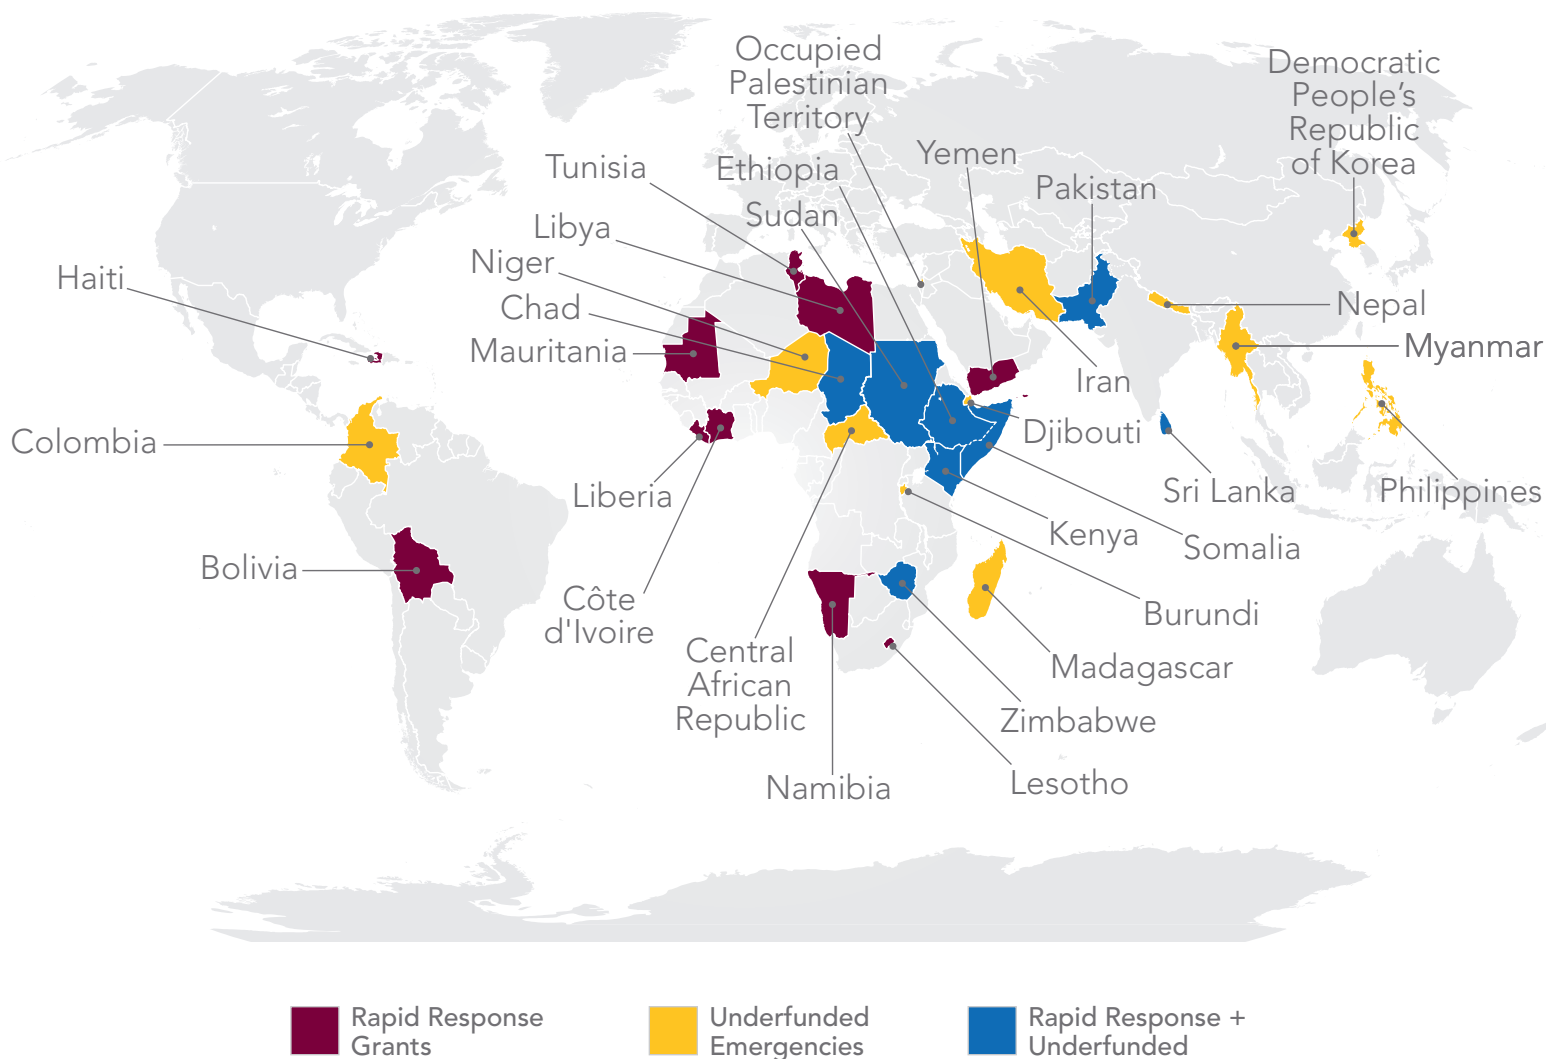 Occupied
Palestinian
Territory
Democratic
People's
Republic
of Korea
Tunisia
Ethiopia
Yemen
Pakistan
Libya
Sudan
Niger
Haiti
Chad
Nepal
Mauritania
Myanmar
Iran
Colombia
Djibouti
Liberia
Sri Lanka
Philippines
Kenya
Somalia
Bolivia
Côte
d'Ivoire
Burundi
Central
African
Republic
Madagascar
Zimbabwe
Namibia
Lesotho
Rapid Response
Grants
Underfunded
Emergencies
Rapid Response +
Underfunded